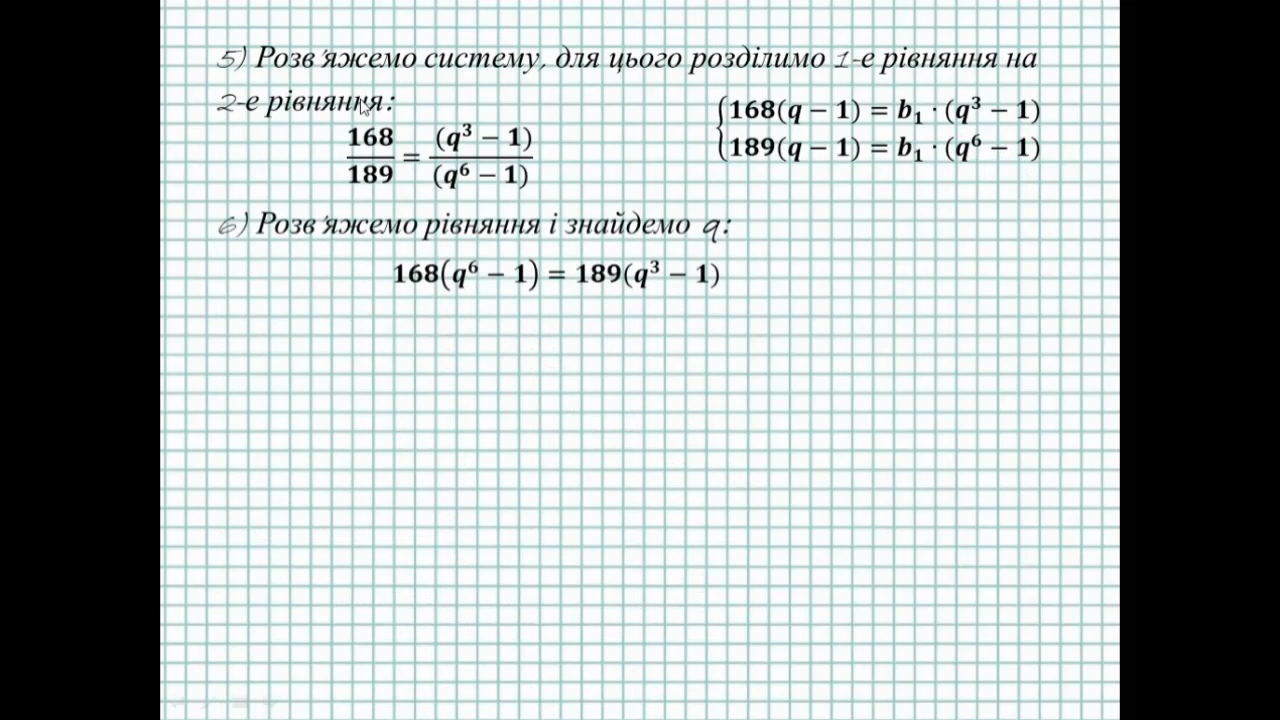 5) Розв'яжемо систему, для цього розділимо 1-е рівняння на
2-е рівняння:
168/189 = (q³ − 1)/(q⁶ − 1)
{168(q − 1) = b₁ · (q³ − 1)
189(q − 1) = b₁ · (q⁶ − 1)
6) Розв'яжемо рівняння і знайдемо q:
168(q⁶ − 1) = 189(q³ − 1)